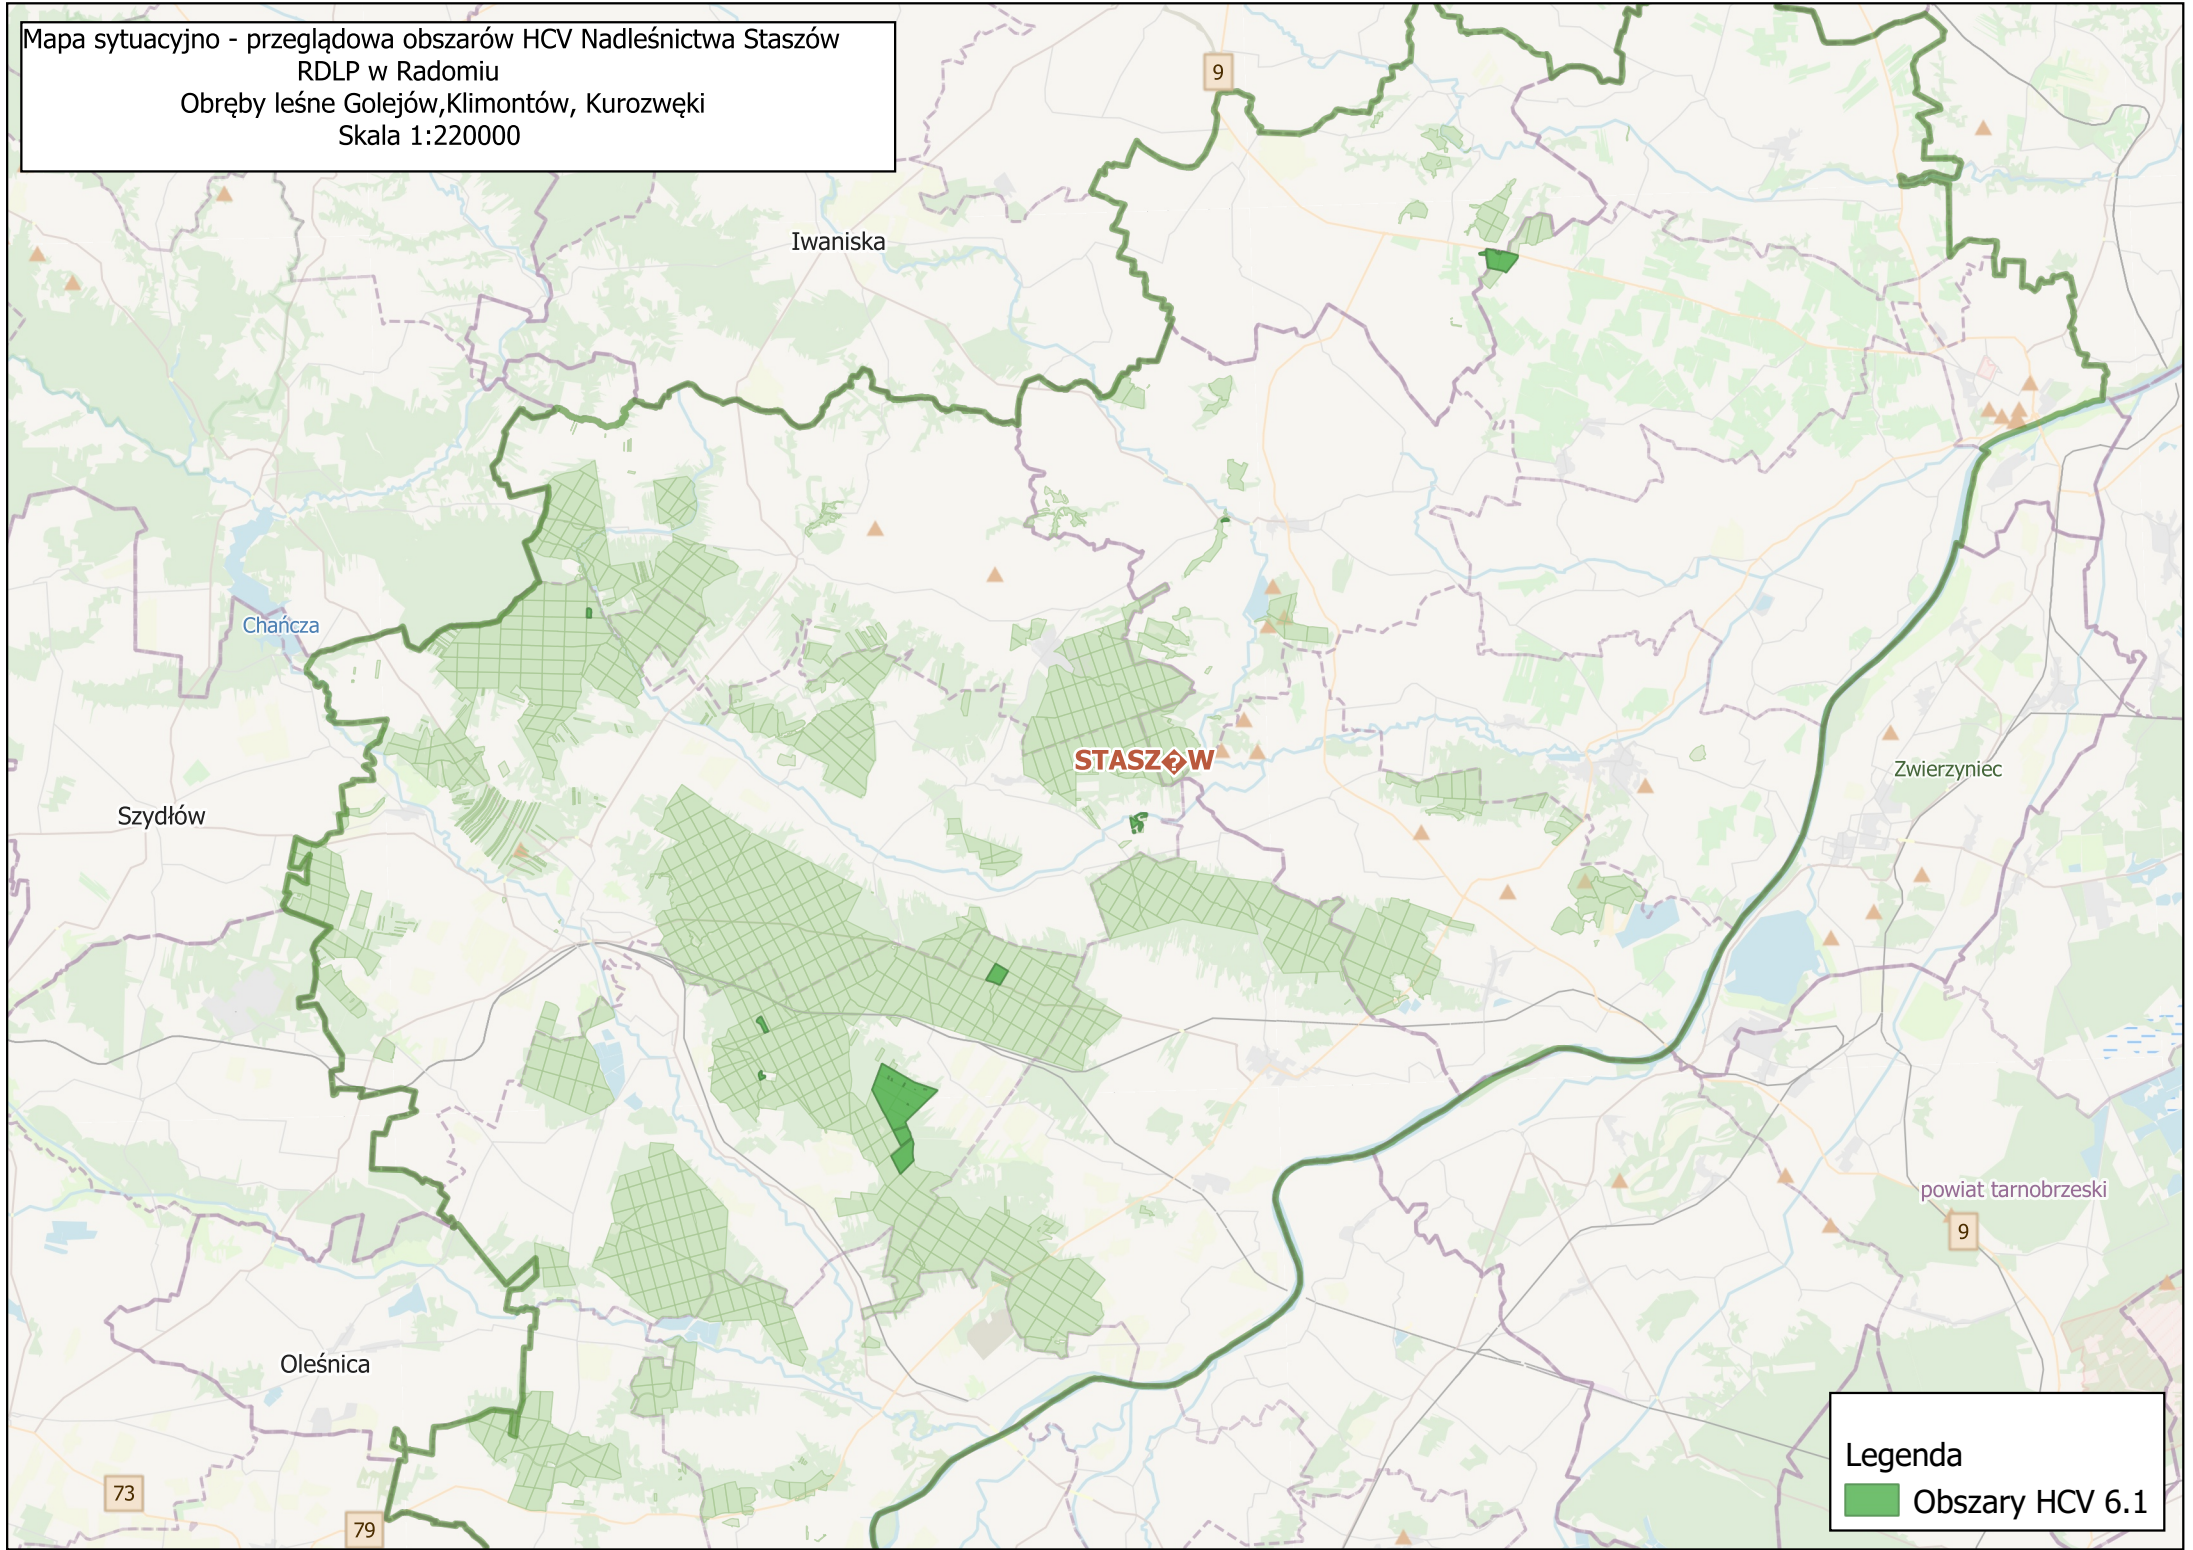 Mapa sytuacyjno - przeglądowa obszarów HCV Nadleśnictwa Staszów
RDLP w Radomiu
Obręby leśne Golejów,Klimontów, Kurozwęki
Skala 1:220000
9
Iwaniska
Chańcza
STASZ�W
Zwierzyniec
Szydłów
powiat tarnobrzeski
9
Oleśnica
73
79
Legenda
Obszary HCV 6.1